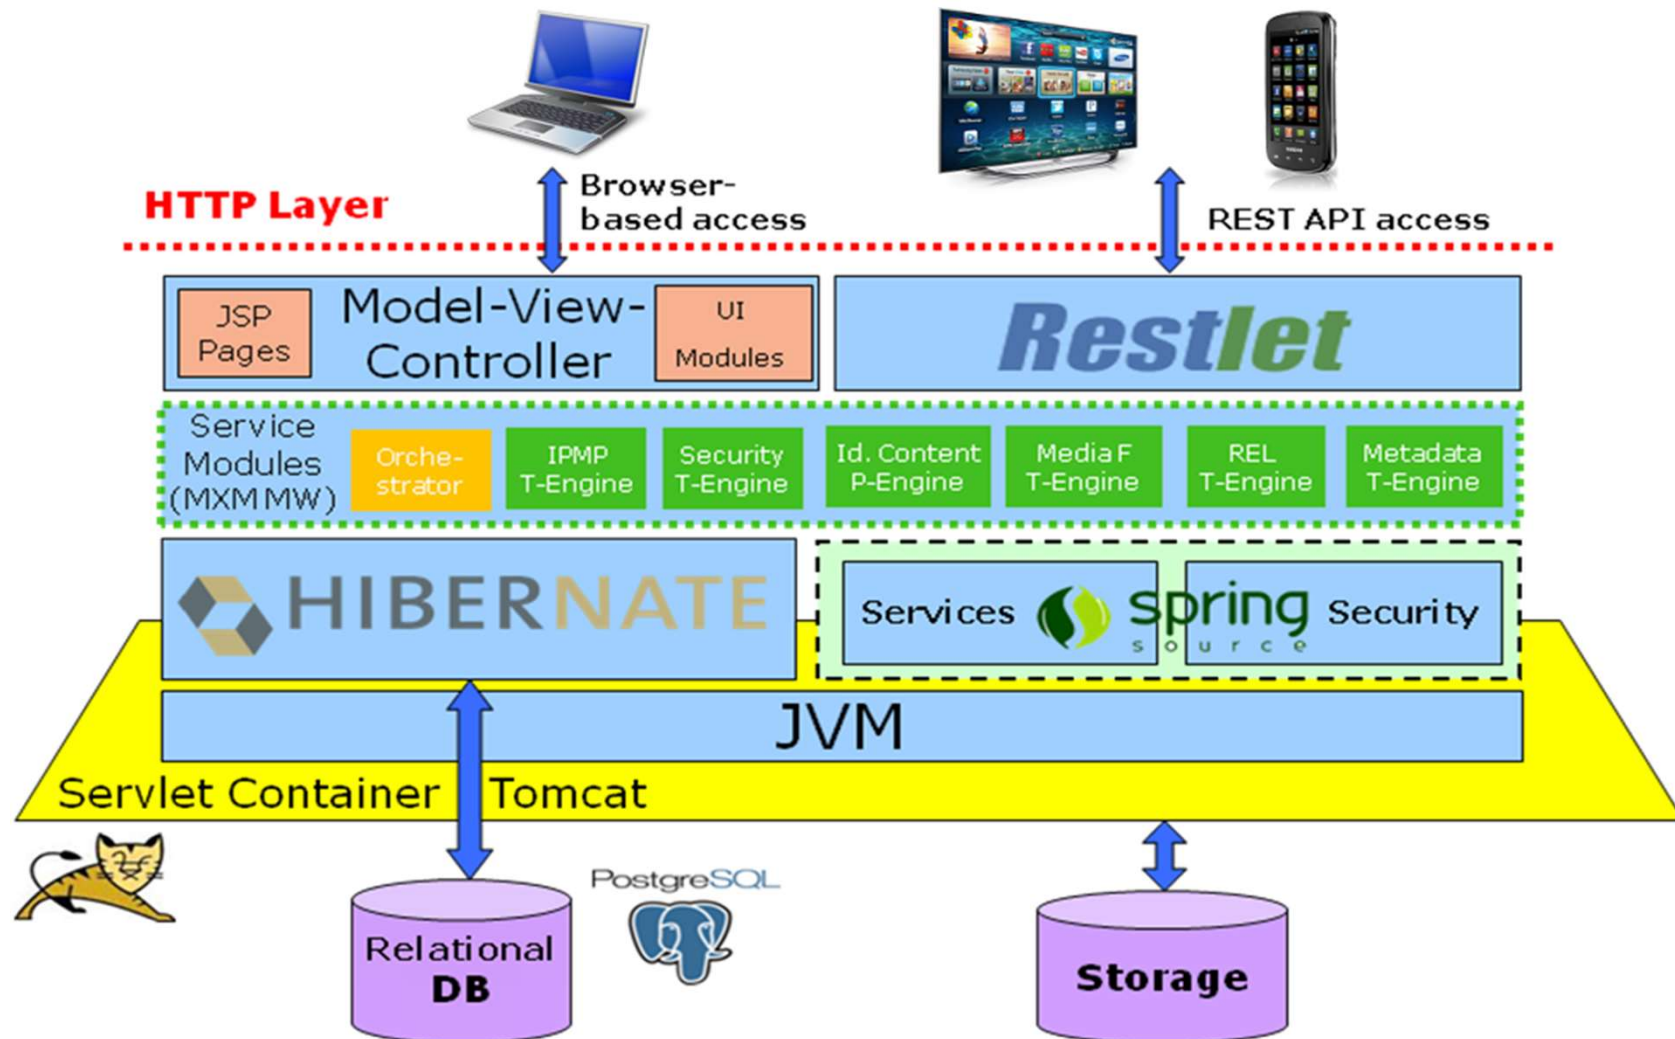 HTTP Layer
Browser-
based access
REST API access
JSP
Pages
Model-View-
Controller
UI
Modules
Restlet
Service
Modules
(MXM MW)
Orche-
strator
IPMP
T-Engine
Security
T-Engine
Id. Content
P-Engine
Media F
T-Engine
REL
T-Engine
Metadata
T-Engine
HIBERNATE
Services
spring
source
Security
JVM
Servlet Container
Tomcat
PostgreSQL
Relational
DB
Storage